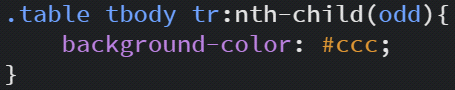 .table tbody tr:nth-child(odd){
    background-color: #ccc;
}